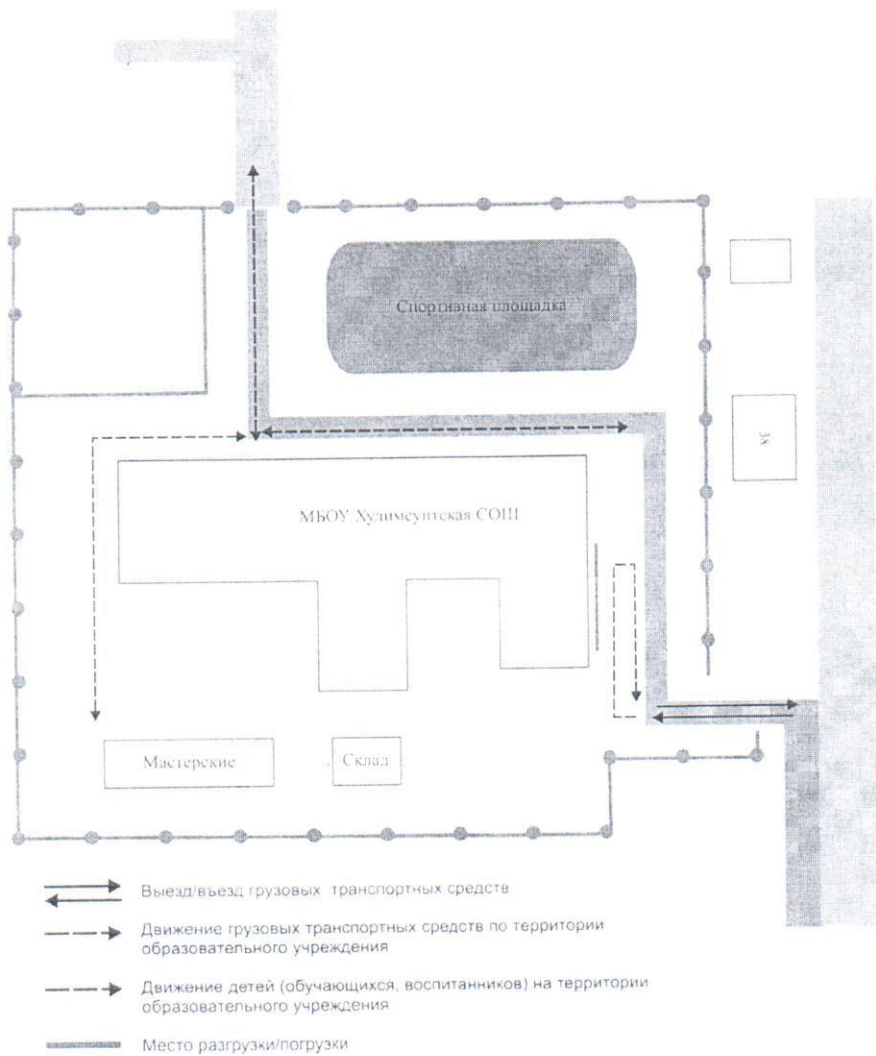 Спортивная площадка
38
МБОУ Хулимсунтская СОШ
Мастерские
Склад
Выезд/въезд грузовых транспортных средств
Движение грузовых транспортных средств по территории
образовательного учреждения
Движение детей (обучающихся, воспитанников) на территории
образовательного учреждения
Место разгрузки/погрузки